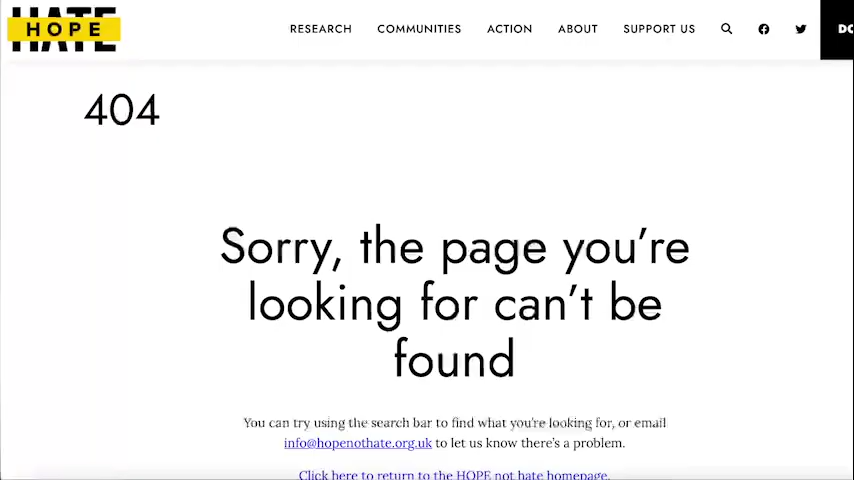 HATE
HOPE
RESEARCH COMMUNITIES ACTION ABOUT SUPPORT US
404
Sorry, the page you're
looking for can't be
found
You can try using the search bar to find what you're looking for, or email
info@hopenothate.org.uk to let us know there's a problem.
Click here to return to the HOPE not hate homepage.